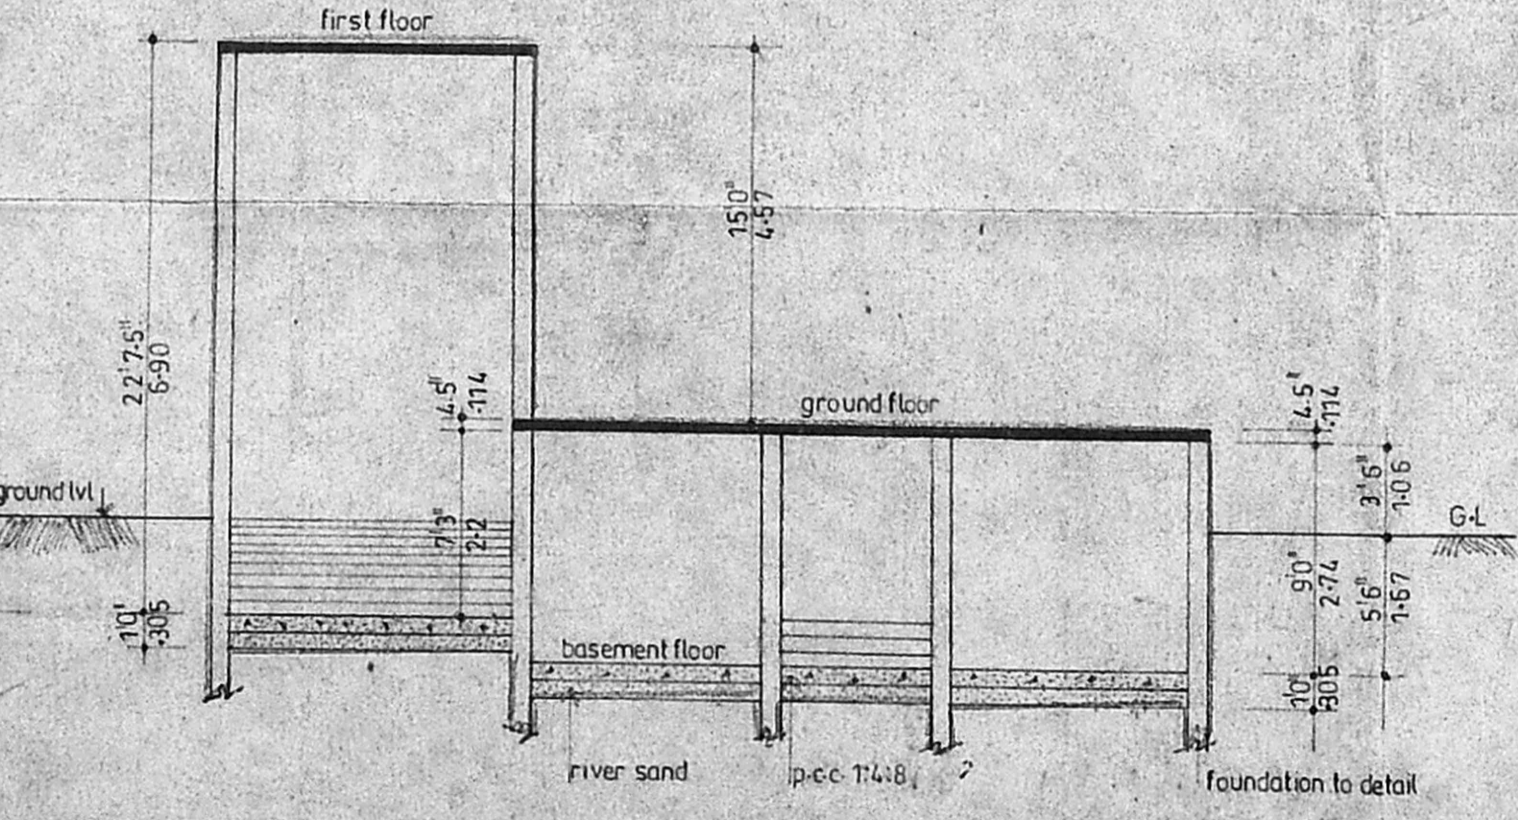 first floor
15'0"
4·57
22'7·5"
6·90
4·5"
·114
ground floor
4·5"
·114
ground lvl
7'3"
2·2
3'6"
1·06
G·L
9'0"
2·74
5'6"
1·67
1'0"
·305
basement floor
1'0"
·305
river sand
p·c·c· 1:4:8
foundation to detail